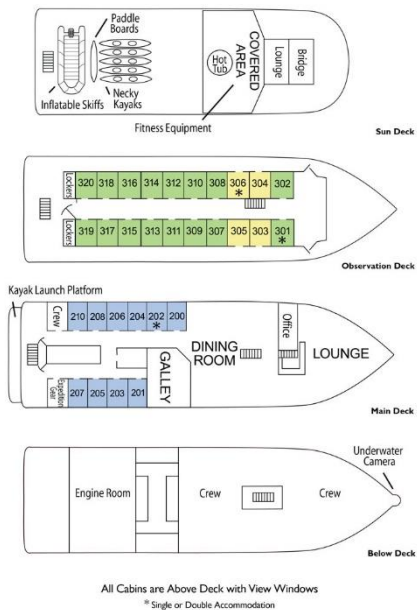 Paddle
Boards
Inflatable Skiffs
Necky
Kayaks
Fitness Equipment
Hot
Tub
COVERED
AREA
Lounge
Bridge
Sun Deck
Lockers
320 318 316 314 312 310 308 306 304 302
*
Lockers
319 317 315 313 311 309 307 305 303 301
*
Observation Deck
Kayak Launch Platform
Crew
210 208 206 204 202 200
*
Expedition
Gear
207 205 203 201
GALLEY
DINING
ROOM
Office
LOUNGE
Main Deck
Engine Room
Crew
Crew
Underwater
Camera
Below Deck
All Cabins are Above Deck with View Windows
* Single or Double Accommodation